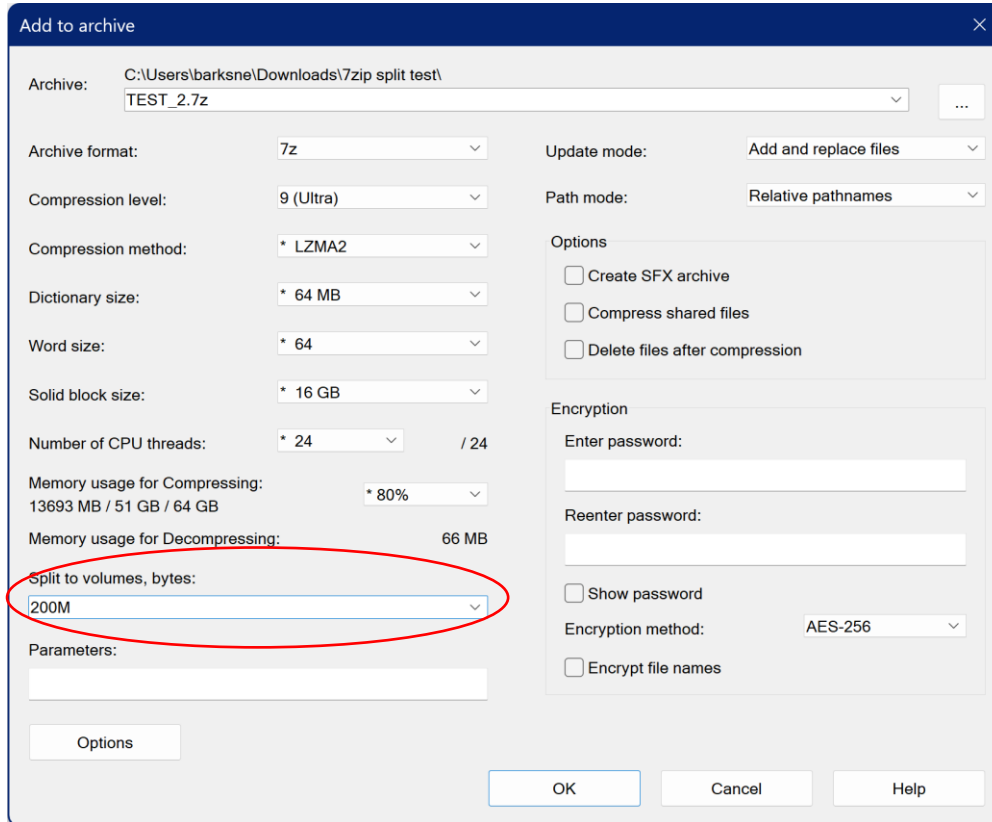 Add to archive
Archive:
C:\Users\barksne\Downloads\7zip split test\
TEST_2.7z
...
Archive format:
7z
Compression level:
9 (Ultra)
Compression method:
* LZMA2
Dictionary size:
* 64 MB
Word size:
* 64
Solid block size:
* 16 GB
Number of CPU threads:
* 24
/ 24
Memory usage for Compressing:
13693 MB / 51 GB / 64 GB
* 80%
Memory usage for Decompressing:
66 MB
Split to volumes, bytes:
200M
Parameters:
Options
Update mode:
Add and replace files
Path mode:
Relative pathnames
Options
Create SFX archive
Compress shared files
Delete files after compression
Encryption
Enter password:
Reenter password:
Show password
Encryption method:
AES-256
Encrypt file names
OK
Cancel
Help